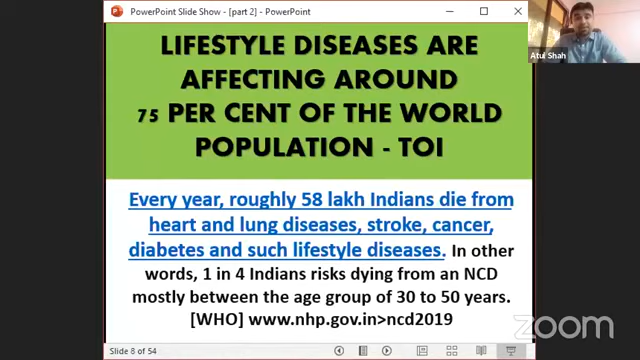 PowerPoint Slide Show - [part 2] - PowerPoint
Atul Shah
LIFESTYLE DISEASES ARE
AFFECTING AROUND
75 PER CENT OF THE WORLD
POPULATION - TOI
Every year, roughly 58 lakh Indians die from
heart and lung diseases, stroke, cancer,
diabetes and such lifestyle diseases. In other
words, 1 in 4 Indians risks dying from an NCD
mostly between the age group of 30 to 50 years.
[WHO] www.nhp.gov.in>ncd2019
zoom
Slide 8 of 54